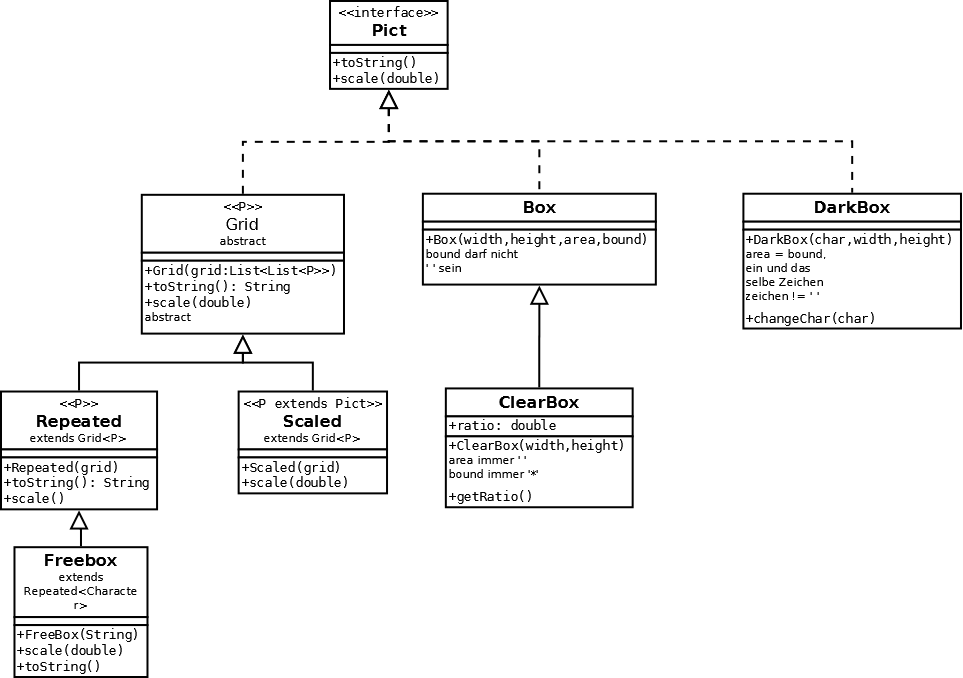 <<interface>>
Pict
+toString()
+scale(double)
<<P>>
Grid
abstract
+Grid(grid:List<List<P>>)
+toString(): String
+scale(double)
abstract
Box
+Box(width,height,area,bound)
bound darf nicht
' ' sein
DarkBox
+DarkBox(char,width,height)
area = bound,
ein und das
selbe Zeichen
zeichen != ' '
+changeChar(char)
<<P>>
Repeated
extends Grid<P>
+Repeated(grid)
+toString(): String
+scale()
<<P extends Pict>>
Scaled
extends Grid<P>
+Scaled(grid)
+scale(double)
ClearBox
+ratio: double
+ClearBox(width,height)
area immer ' '
bound immer '*'
+getRatio()
Freebox
extends
Repeated<Characte
r>
+FreeBox(String)
+scale(double)
+toString()